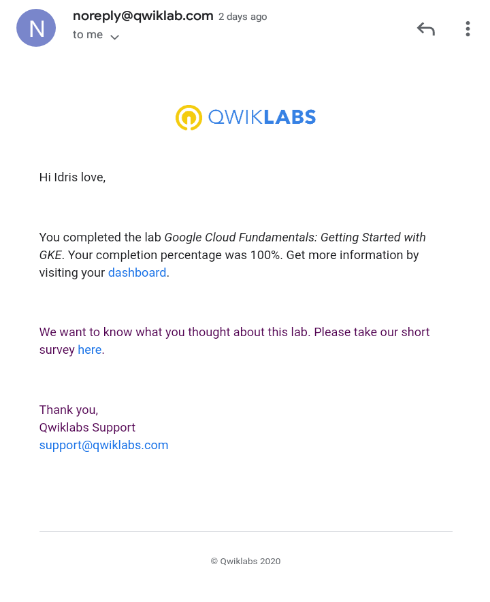 N
noreply@qwiklab.com 2 days ago
to me
QWIKLABS
Hi Idris love,
You completed the lab Google Cloud Fundamentals: Getting Started with
GKE. Your completion percentage was 100%. Get more information by
visiting your dashboard.
We want to know what you thought about this lab. Please take our short
survey here.
Thank you,
Qwiklabs Support
support@qwiklabs.com
© Qwiklabs 2020